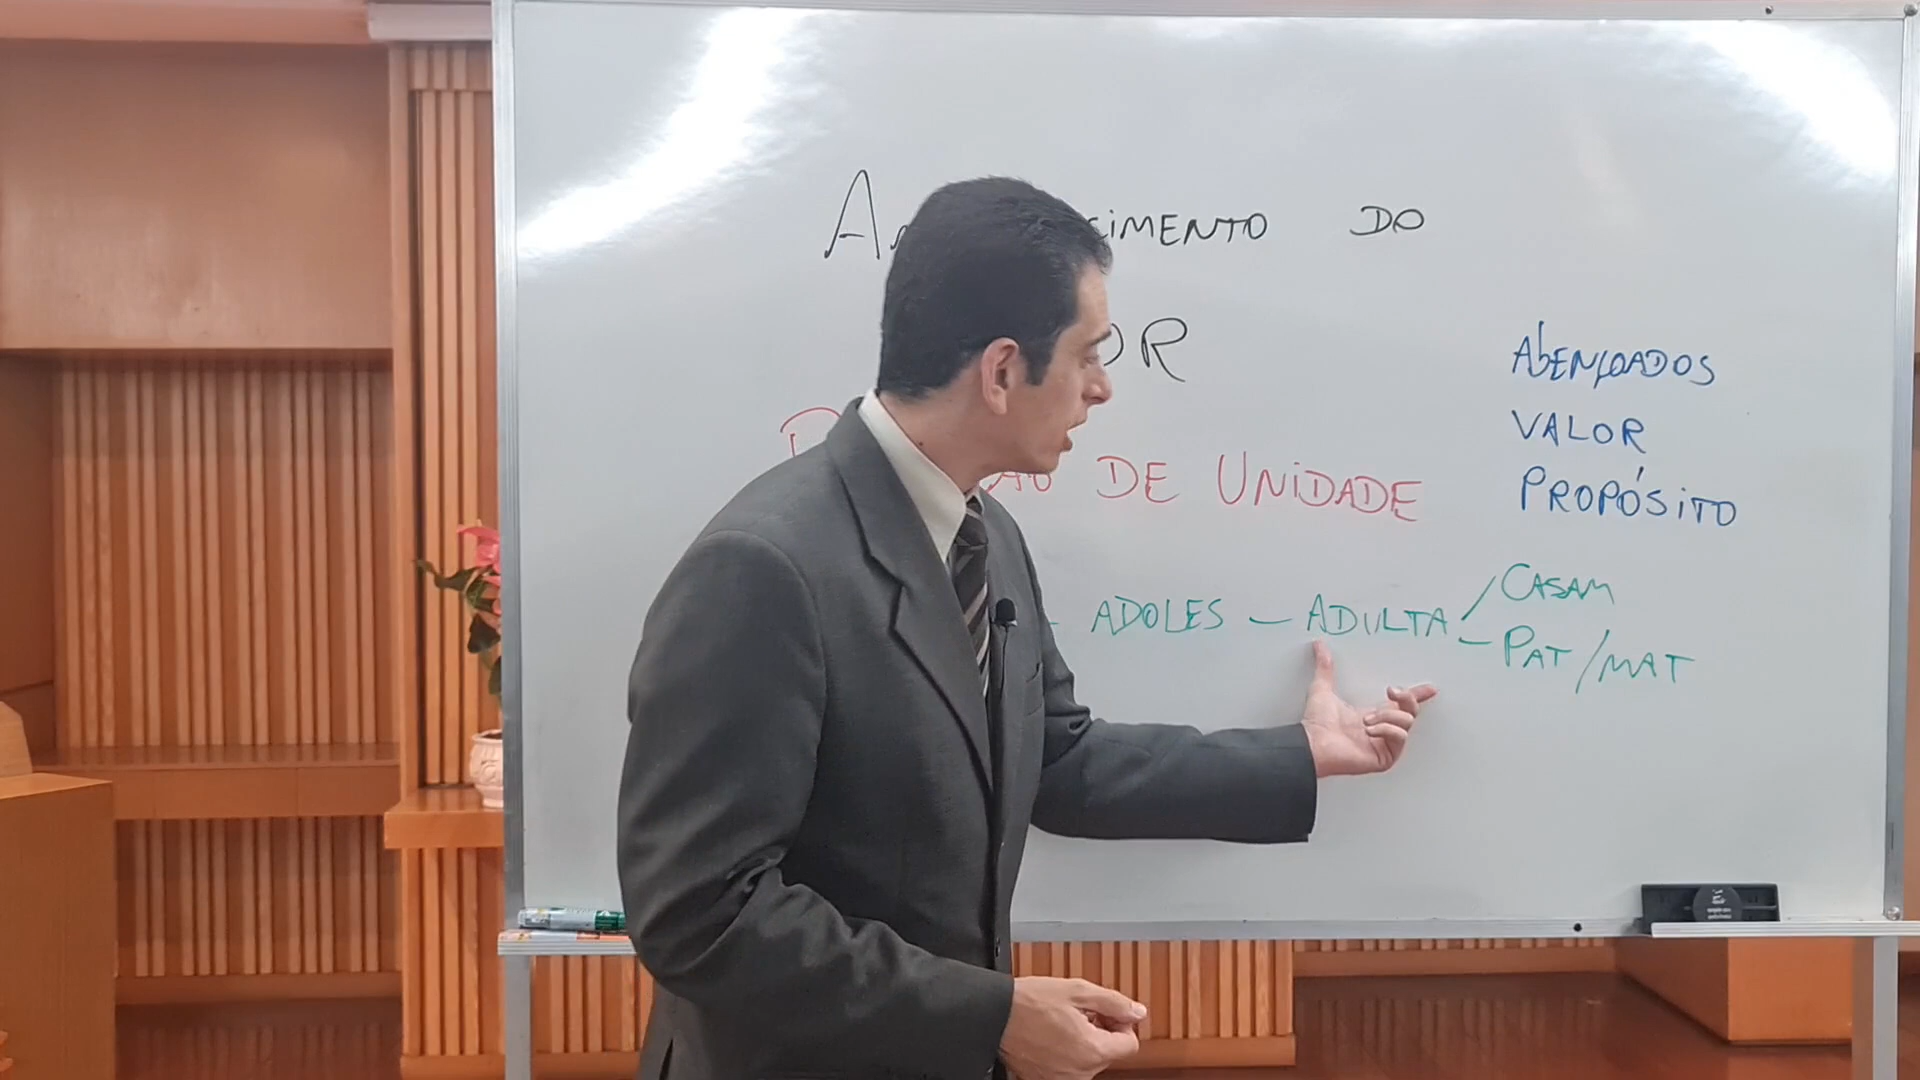 CIMENTO DO
OR
ABENÇOADOS
VALOR
PROPÓSITO
DE UNIDADE
ADOLES — ADULTA
CASAM
PAT / MAT